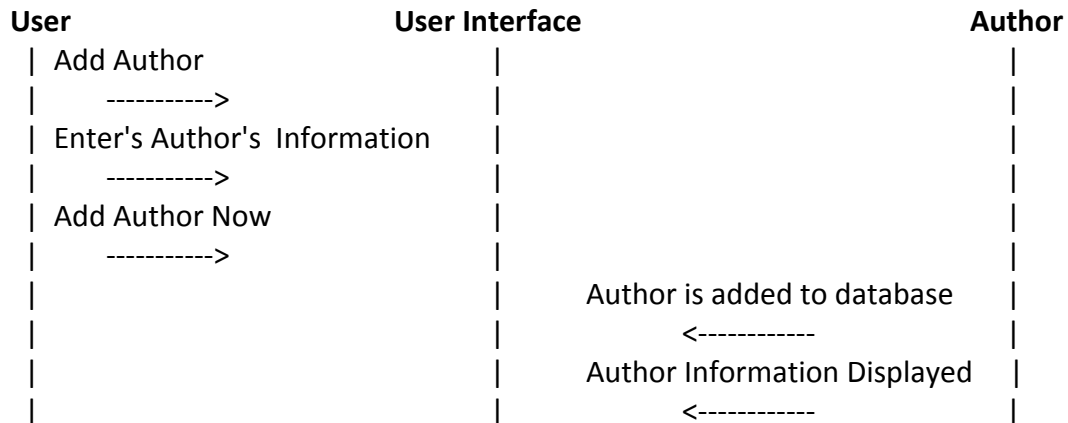 User User Interface Author
| Add Author | |
| -----------> | |
| Enter's Author's Information | |
| -----------> | |
| Add Author Now | |
| -----------> | |
| | Author is added to database |
| | <------------ |
| | Author Information Displayed |
| | <------------ |